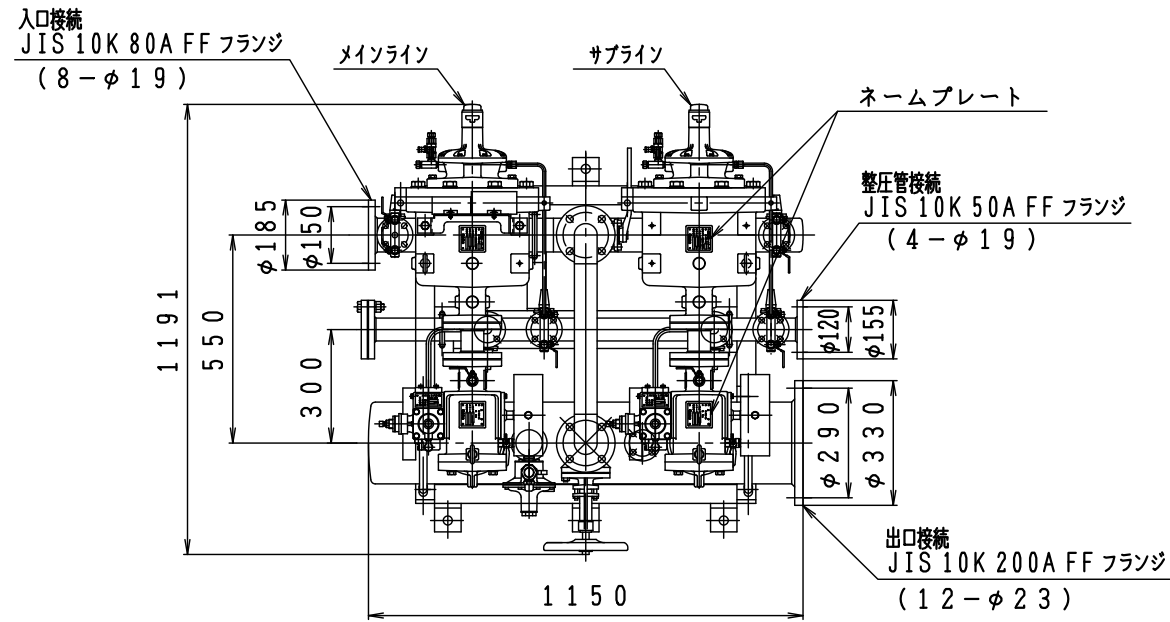 入口接続
JIS 10K 80A FF フランジ
(8-φ19)
メインライン
サブライン
ネームプレート
整圧管接続
JIS 10K 50A FF フランジ
(4-φ19)
φ185
φ150
1191
550
300
φ120
φ155
φ290
φ330
出口接続
JIS 10K 200A FF フランジ
(12-φ23)
1150